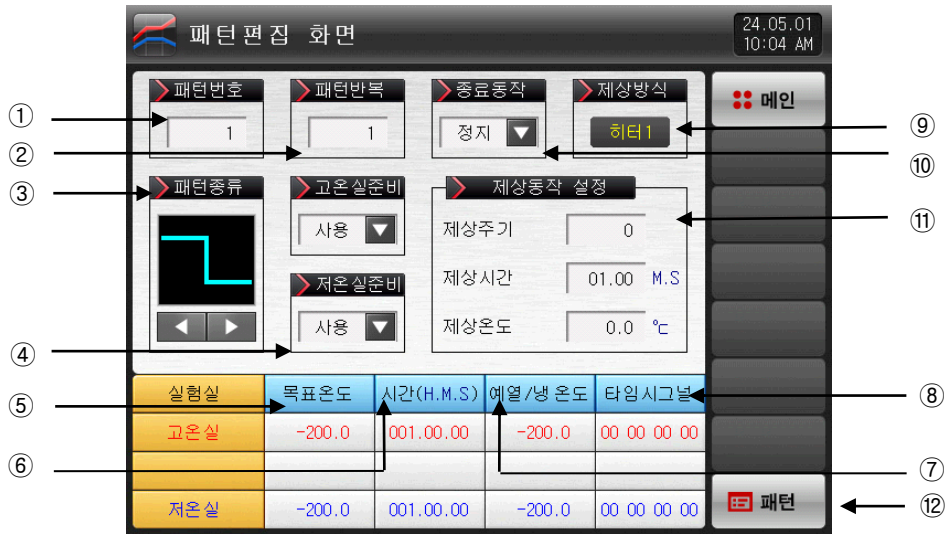 패턴편집 화면
24.05.01
10:04 AM
패턴번호
패턴반복
종료동작
제상방식
메인
①
1
1
정지
히터1
⑨
②
⑩
③
패턴종류
고온실준비
제상동작 설정
⑪
사용
제상주기
0
저온실준비
제상시간
01.00 M.S
사용
제상온도
0.0 ℃
④
실험실
목표온도
시간(H.M.S)
예열/냉 온도
타임시그널
⑤
⑧
고온실
-200.0
001.00.00
-200.0
00 00 00 00
⑥
⑦
저온실
-200.0
001.00.00
-200.0
00 00 00 00
패턴
⑫